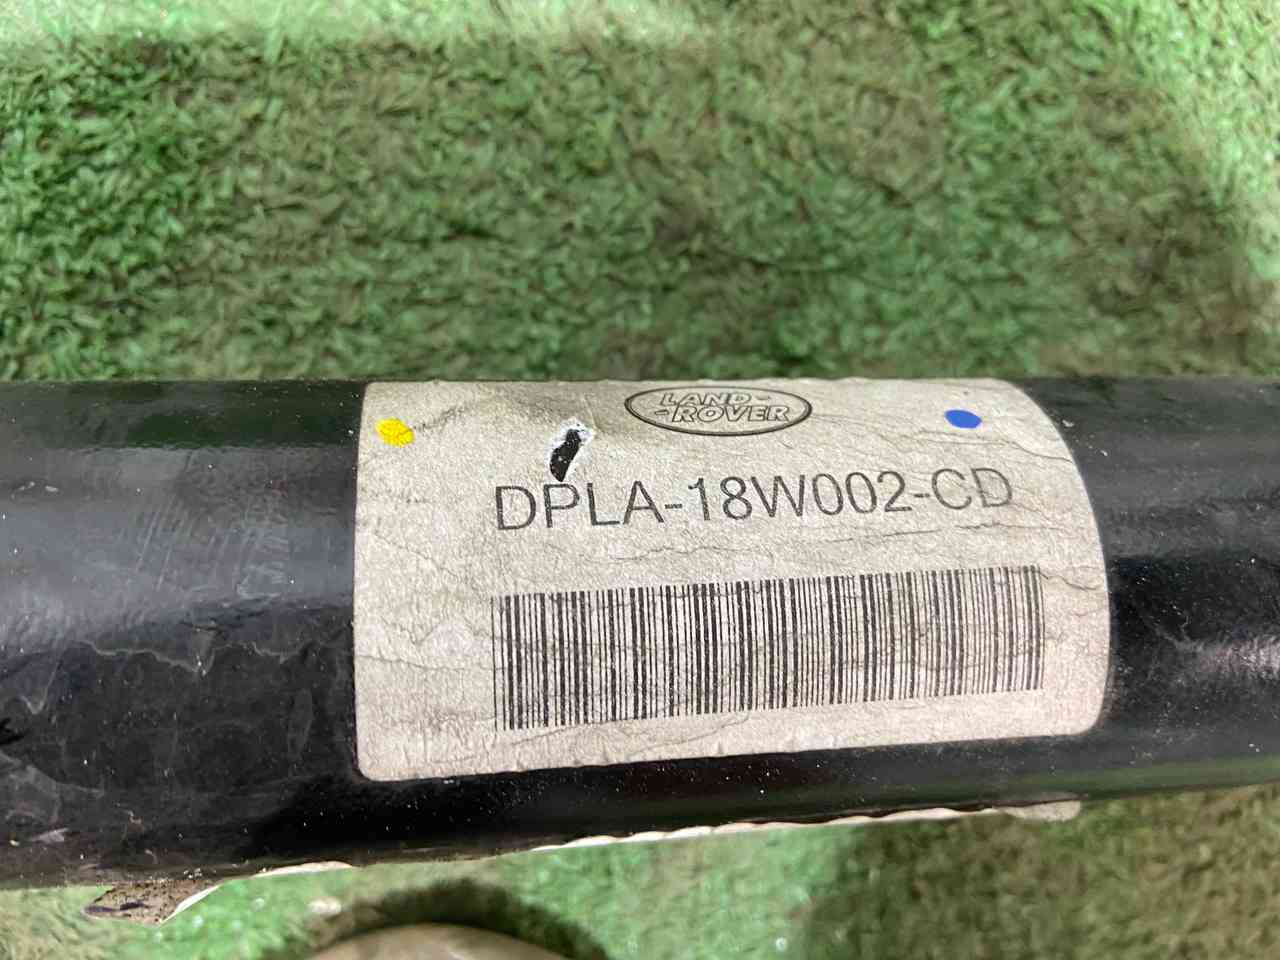 LAND-
-ROVER
DPLA-18W002-CD